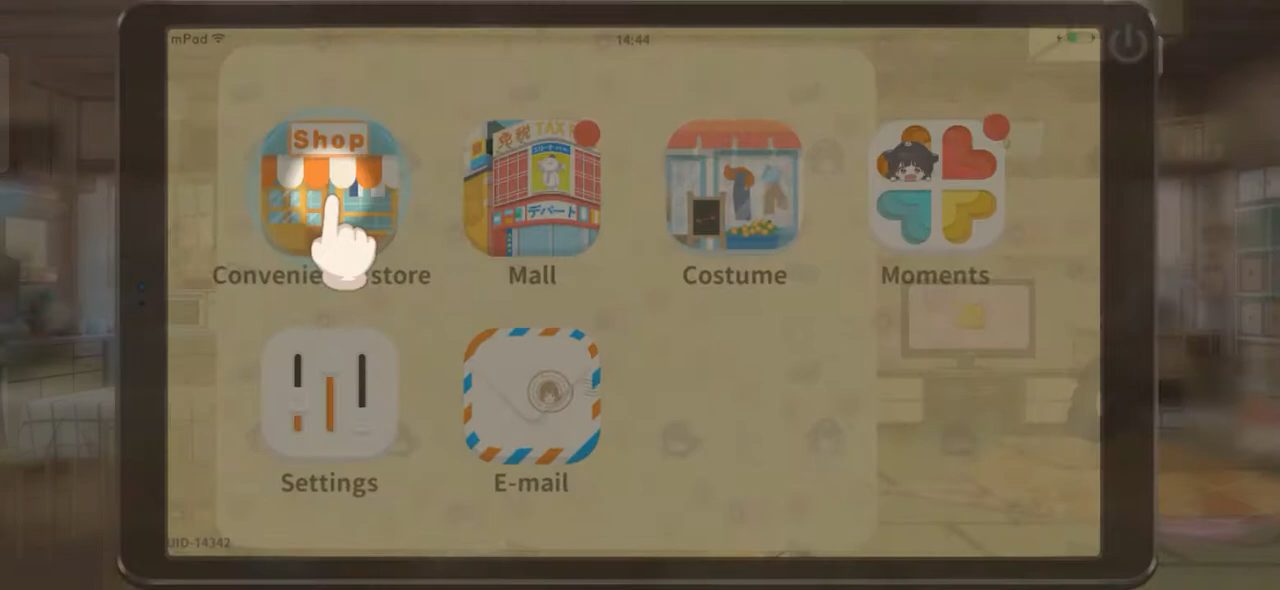 mPad
14:44
Shop
免税 TAX
デパート
Convenie store
Mall
Costume
Moments
Settings
E-mail
UID-14342